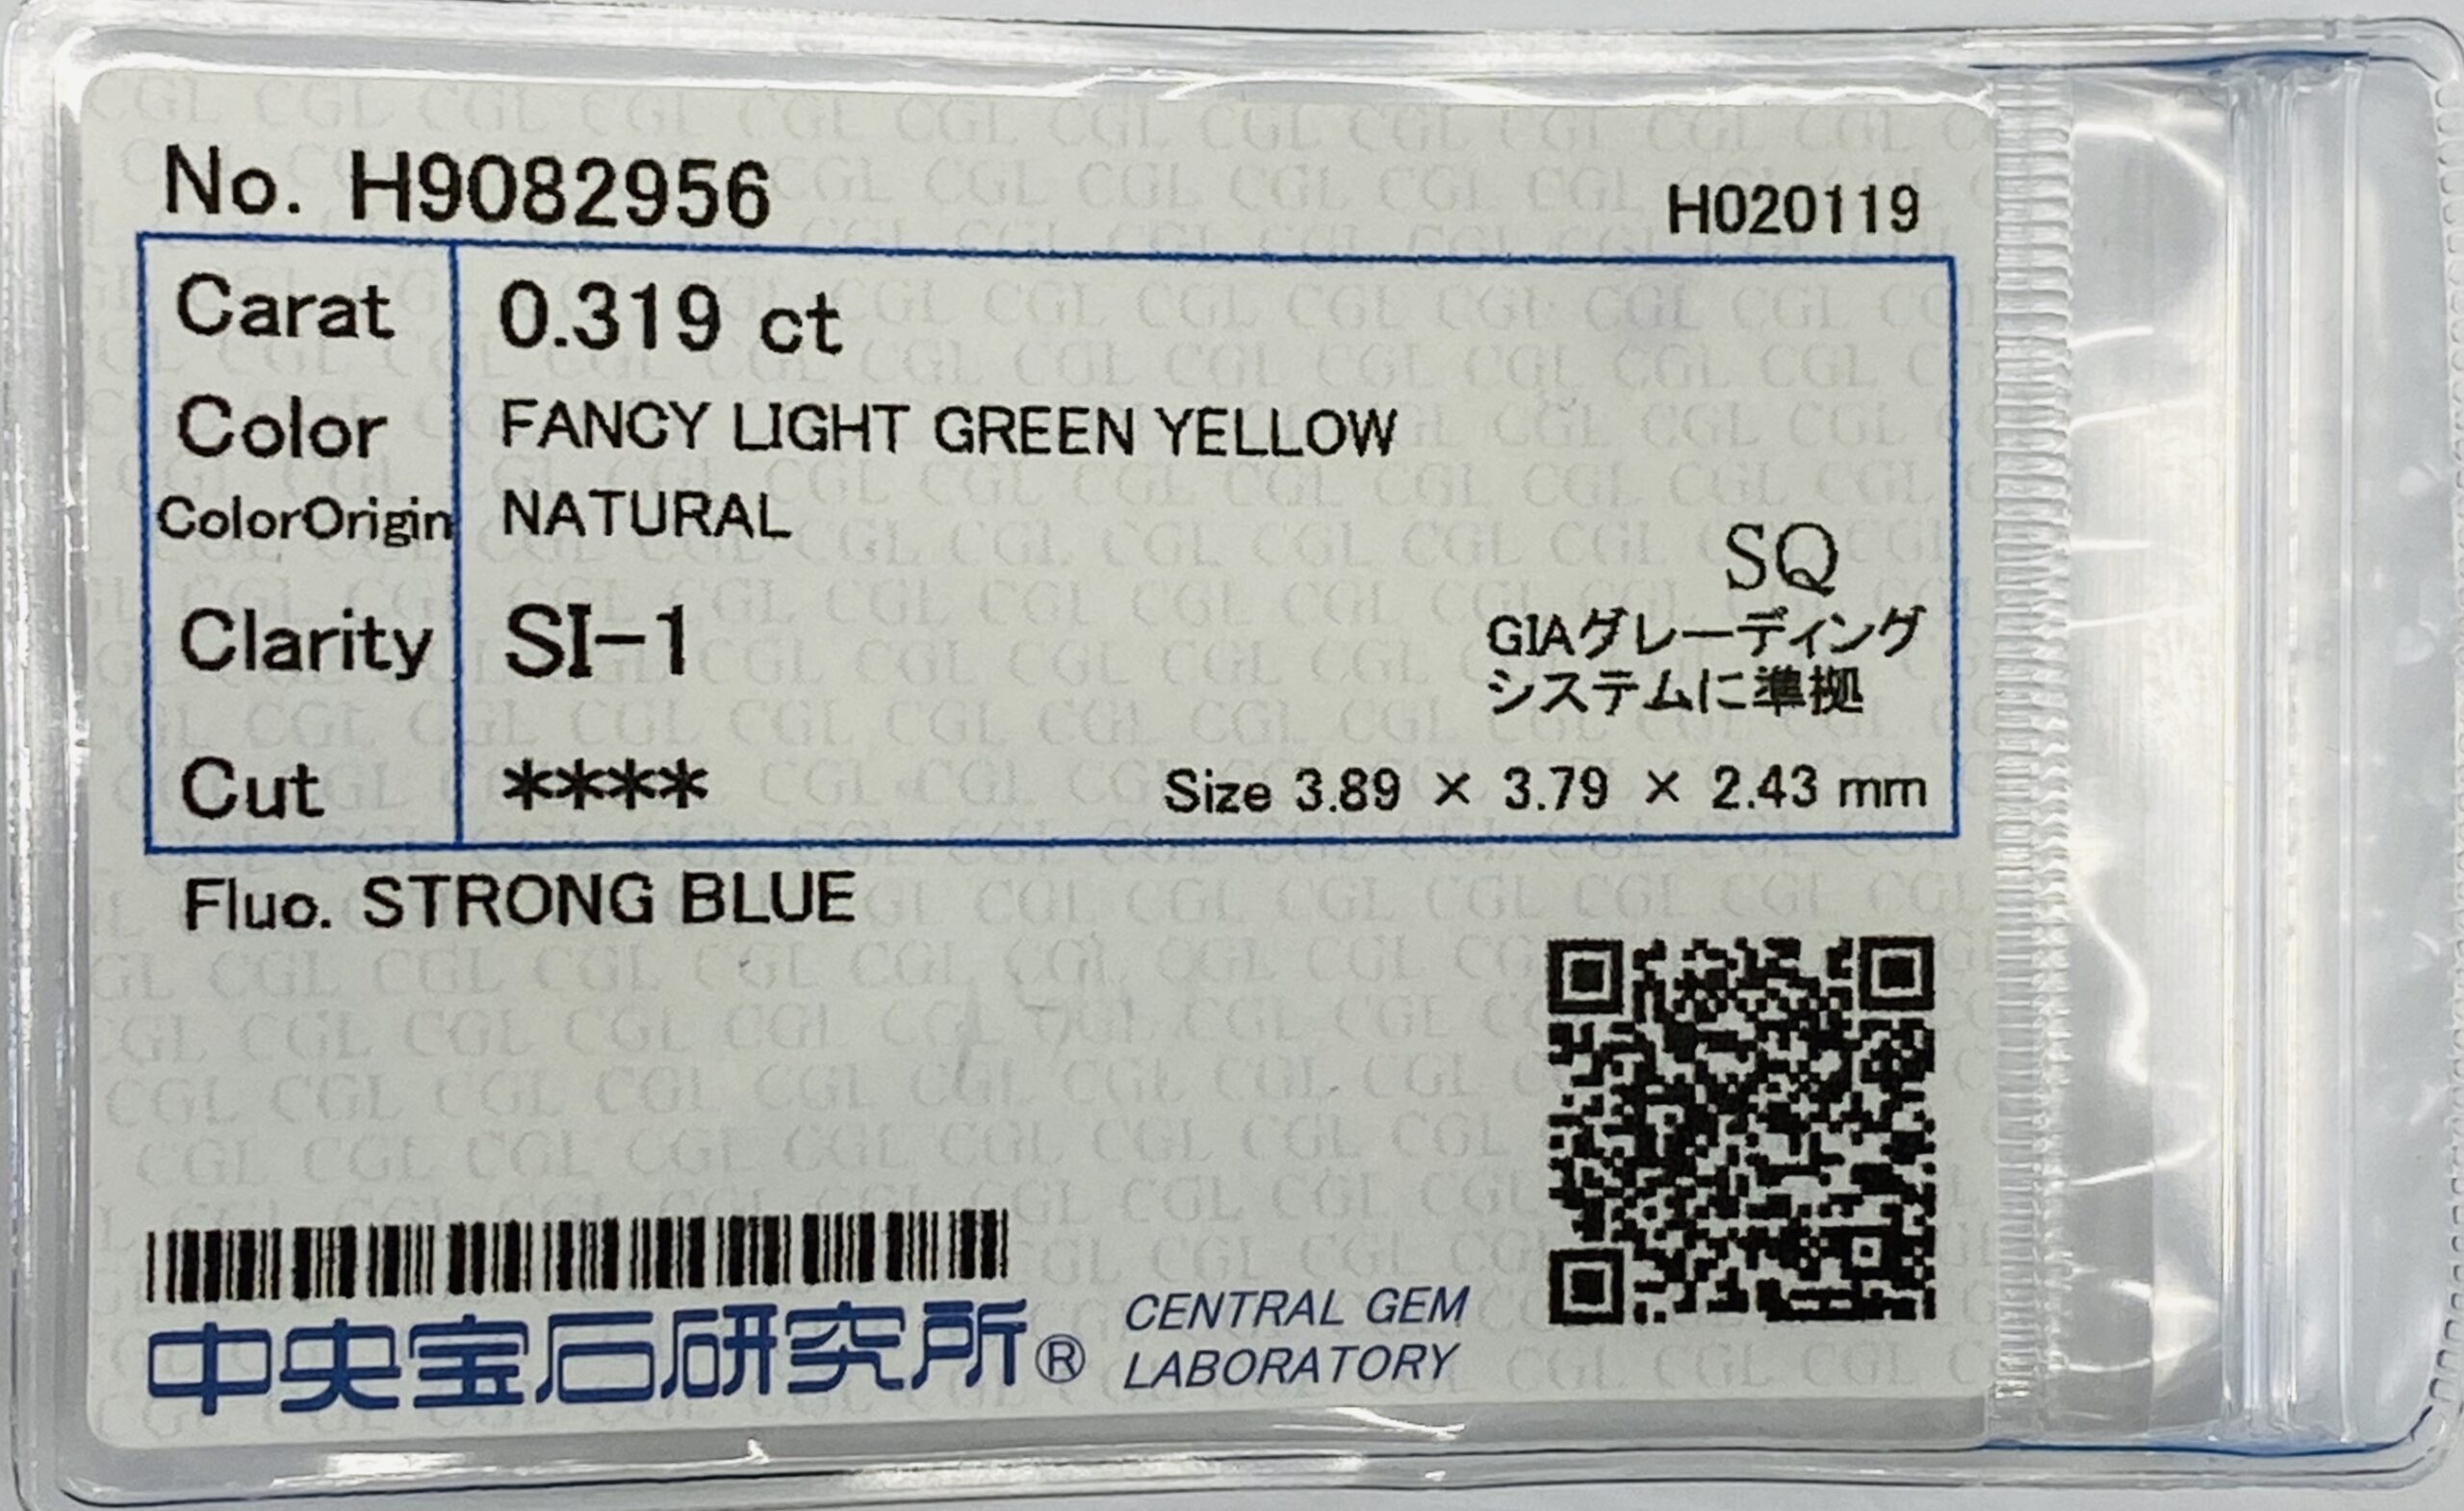 No. H9082956
H020119
Carat 0.319 ct
Color FANCY LIGHT GREEN YELLOW
ColorOrigin NATURAL
SQ
Clarity SI-1
GIAグレーディング
システムに準拠
Cut ****
Size 3.89 × 3.79 × 2.43 mm
Fluo. STRONG BLUE
中央宝石研究所®
CENTRAL GEM
LABORATORY